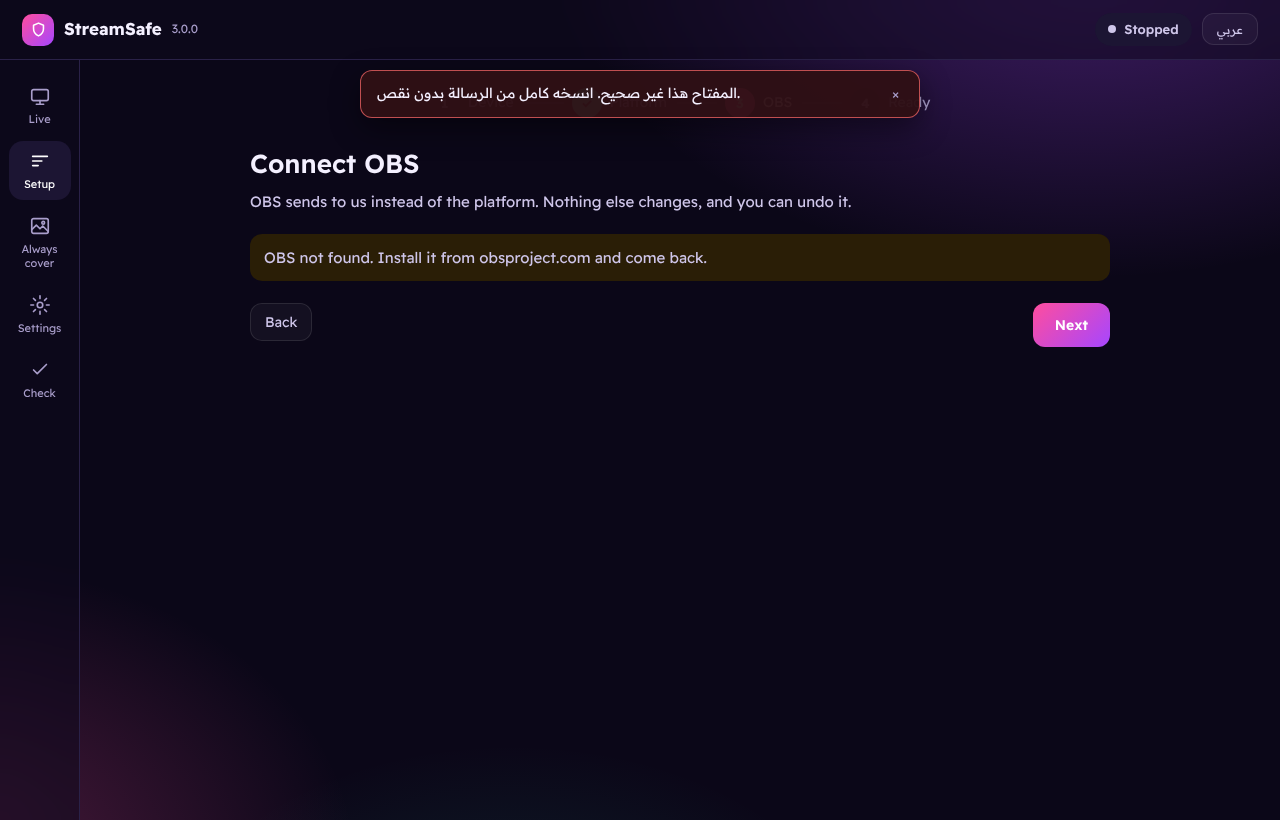 StreamSafe 3.0.0
Stopped
عربي
المفتاح هذا غير صحيح. انسخه كامل من الرسالة بدون نقص.
×
OBS
Live
Setup
Always
cover
Settings
Check
Connect OBS
OBS sends to us instead of the platform. Nothing else changes, and you can undo it.
OBS not found. Install it from obsproject.com and come back.
Back
Next